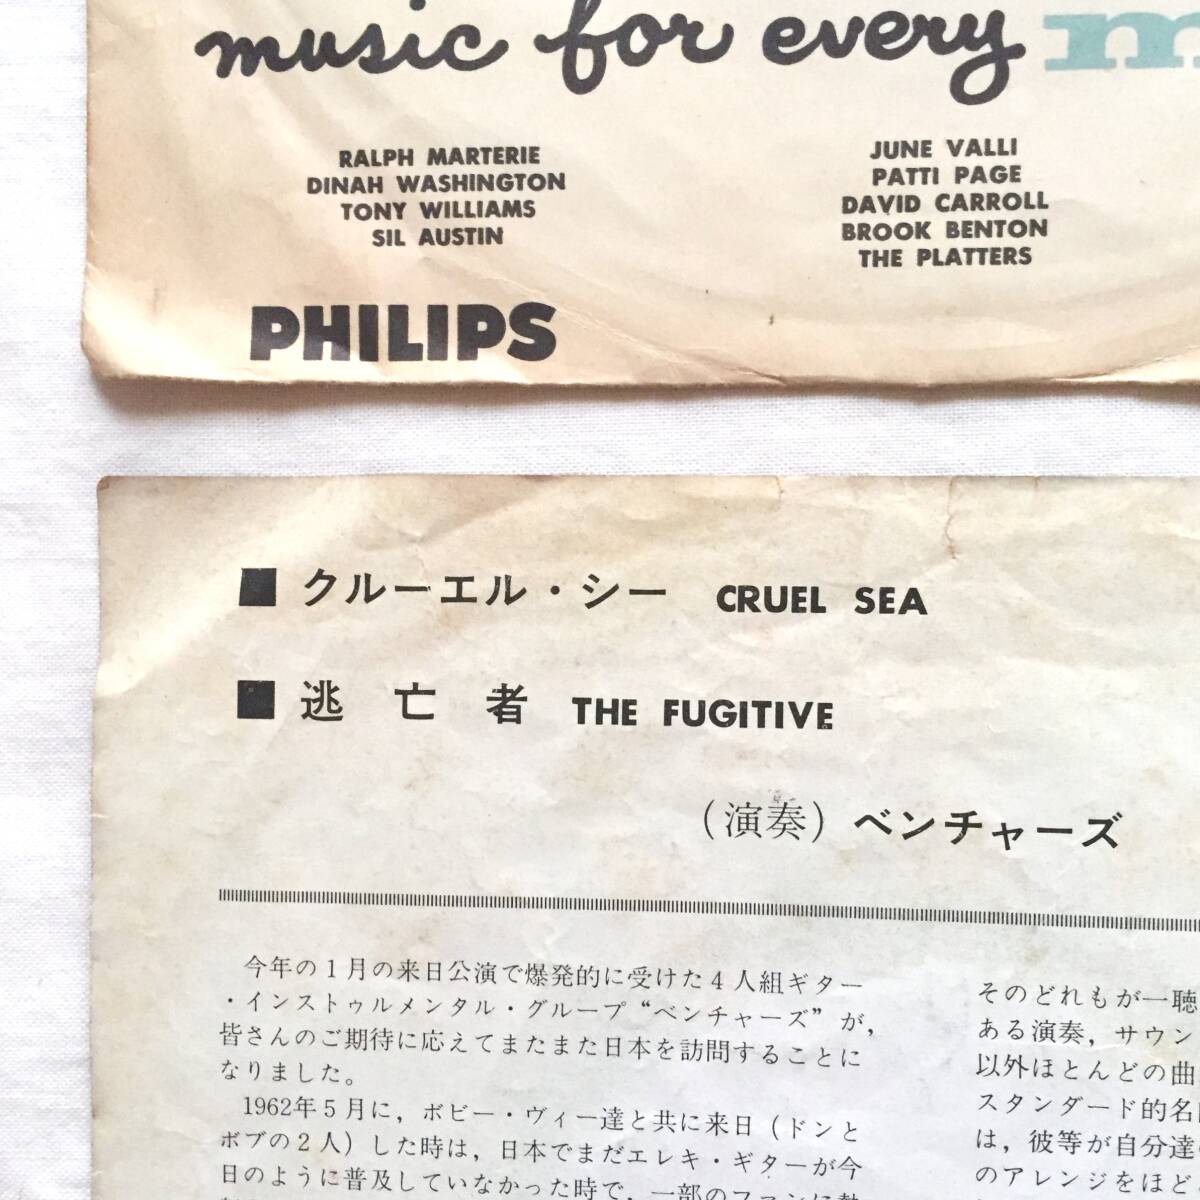 music for every m
RALPH MARTERIE
DINAH WASHINGTON
TONY WILLIAMS
SIL AUSTIN
JUNE VALLI
PATTI PAGE
DAVID CARROLL
BROOK BENTON
THE PLATTERS
PHILIPS
■ クルーエル・シー CRUEL SEA
■ 逃亡者 THE FUGITIVE
(演奏) ベンチャーズ
今年の1月の来日公演で爆発的に受けた4人組ギター
・インストゥルメンタル・グループ“ベンチャーズ”が,
皆さんのご期待に応えてまたまた日本を訪問することに
なりました。
1962年5月に, ボビー・ヴィー達と共に来日 (ドンと
ボブの2人) した時は, 日本でまだエレキ・ギターが今
日のように普及していなかった時で, 一部のファンに熱
そのどれもが一聴
ある演奏, サウン
以外ほとんどの曲
スタンダード的名
は, 彼等が自分達
のアレンジをほど